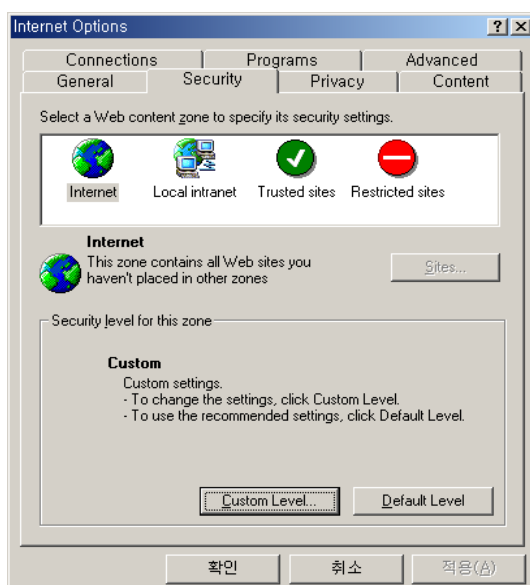 Internet Options
Connections Programs Advanced
General Security Privacy Content
Select a Web content zone to specify its security settings.
Internet Local intranet Trusted sites Restricted sites
Internet
This zone contains all Web sites you
haven't placed in other zones
Sites...
Security level for this zone
Custom
Custom settings.
- To change the settings, click Custom Level.
- To use the recommended settings, click Default Level.
Custom Level... Default Level
확인 취소 적용(A)